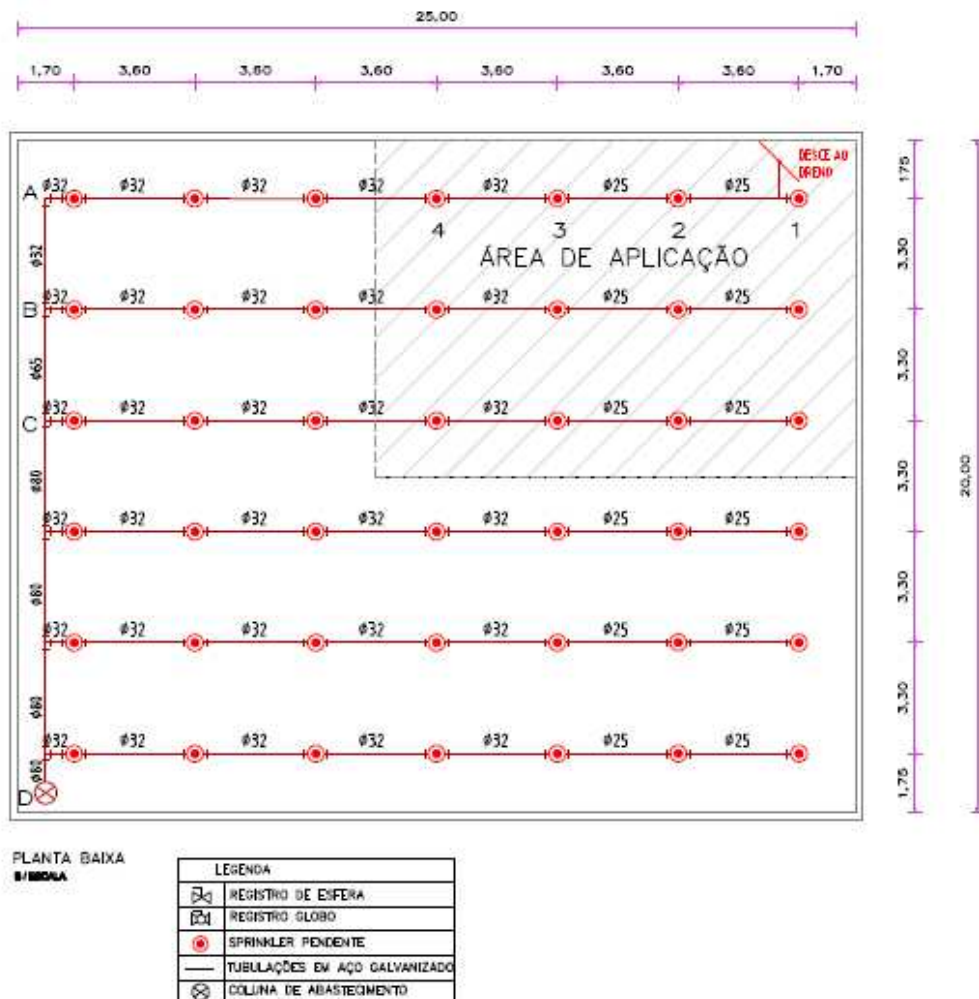 25,00
1,70 3,60 3,60 3,60 3,60 3,60 3,60 1,70
DESCE AO
DRENO
1,75
A ø32 ø32 ø32 ø32 ø32 ø25 ø25
4 3 2 1
ÁREA DE APLICAÇÃO
ø32
3,30
B ø32 ø32 ø32 ø32 ø32 ø25 ø25
ø65
3,30
C ø32 ø32 ø32 ø32 ø32 ø25 ø25
ø80
3,30
20,00
ø32 ø32 ø32 ø32 ø32 ø25 ø25
ø80
3,30
ø32 ø32 ø32 ø32 ø32 ø25 ø25
ø80
3,30
ø32 ø32 ø32 ø32 ø32 ø25 ø25
ø80
1,75
D
PLANTA BAIXA
S/ESCALA
LEGENDA
REGISTRO DE ESFERA
REGISTRO GLOBO
SPRINKLER PENDENTE
TUBULAÇÕES EM AÇO GALVANIZADO
COLUNA DE ABASTECIMENTO